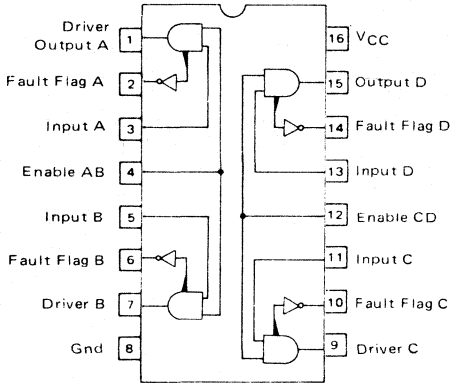 Driver
Output A
1
Fault Flag A
2
Input A
3
Enable AB
4
Input B
5
Fault Flag B
6
Driver B
7
Gnd
8
16
VCC
15
Output D
14
Fault Flag D
13
Input D
12
Enable CD
11
Input C
10
Fault Flag C
9
Driver C